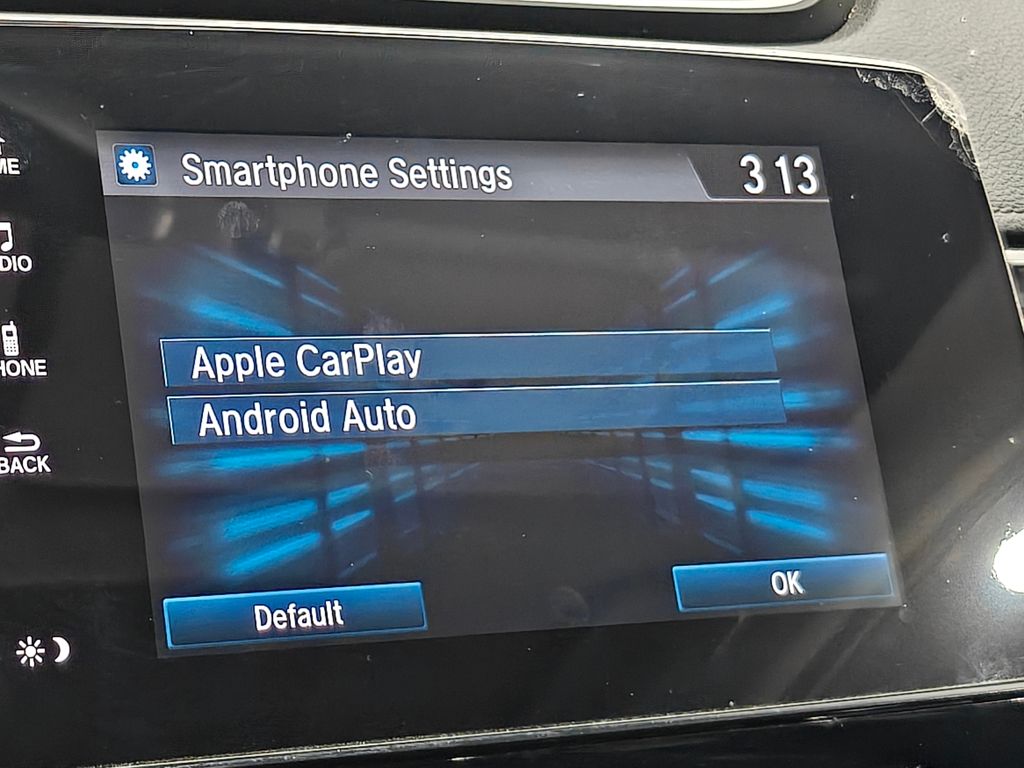 Smartphone Settings
3 13
ME
DIO
Apple CarPlay
HONE
Android Auto
BACK
Default
OK